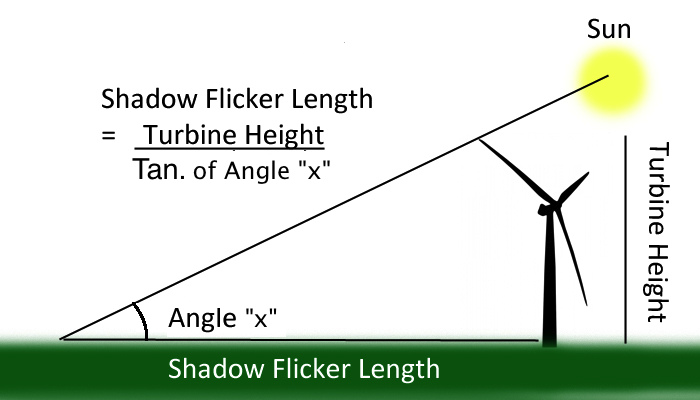 Sun
Shadow Flicker Length
= Turbine Height
Tan. of Angle "x"
Turbine Height
Angle "x"
Shadow Flicker Length